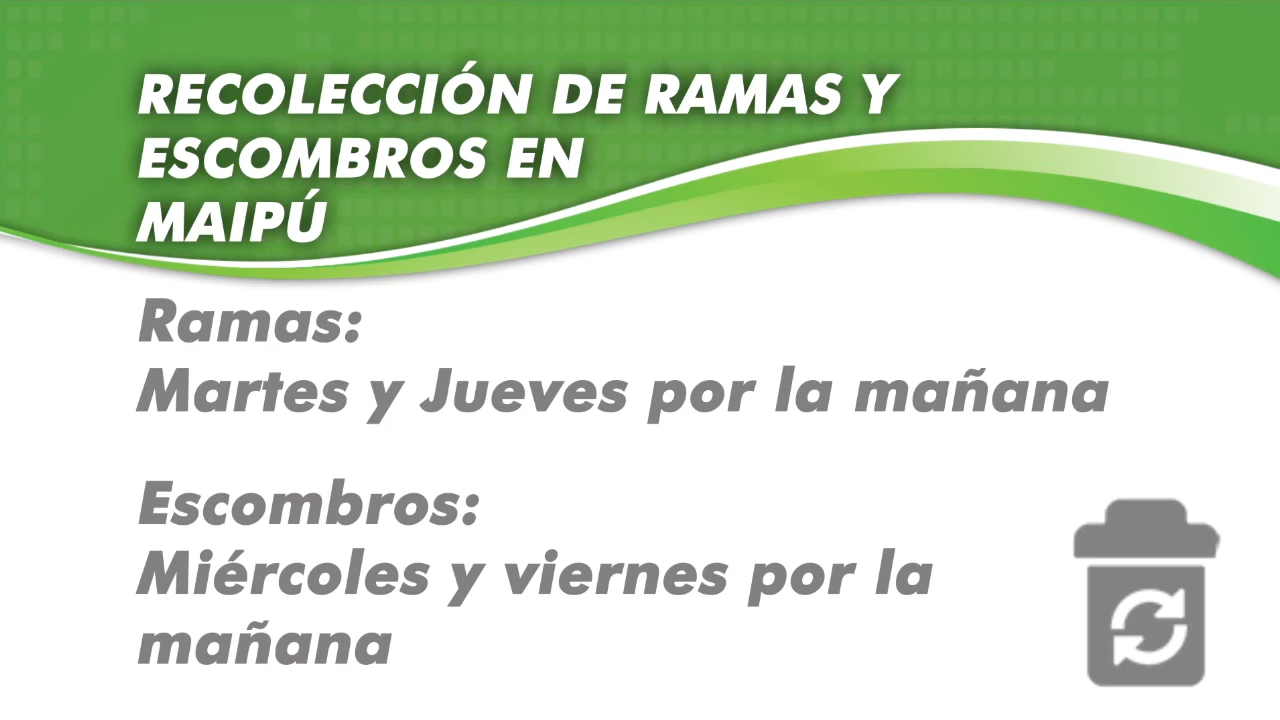 RECOLECCIÓN DE RAMAS Y
ESCOMBROS EN
MAIPÚ
Ramas:
Martes y Jueves por la mañana
Escombros:
Miércoles y viernes por la
mañana